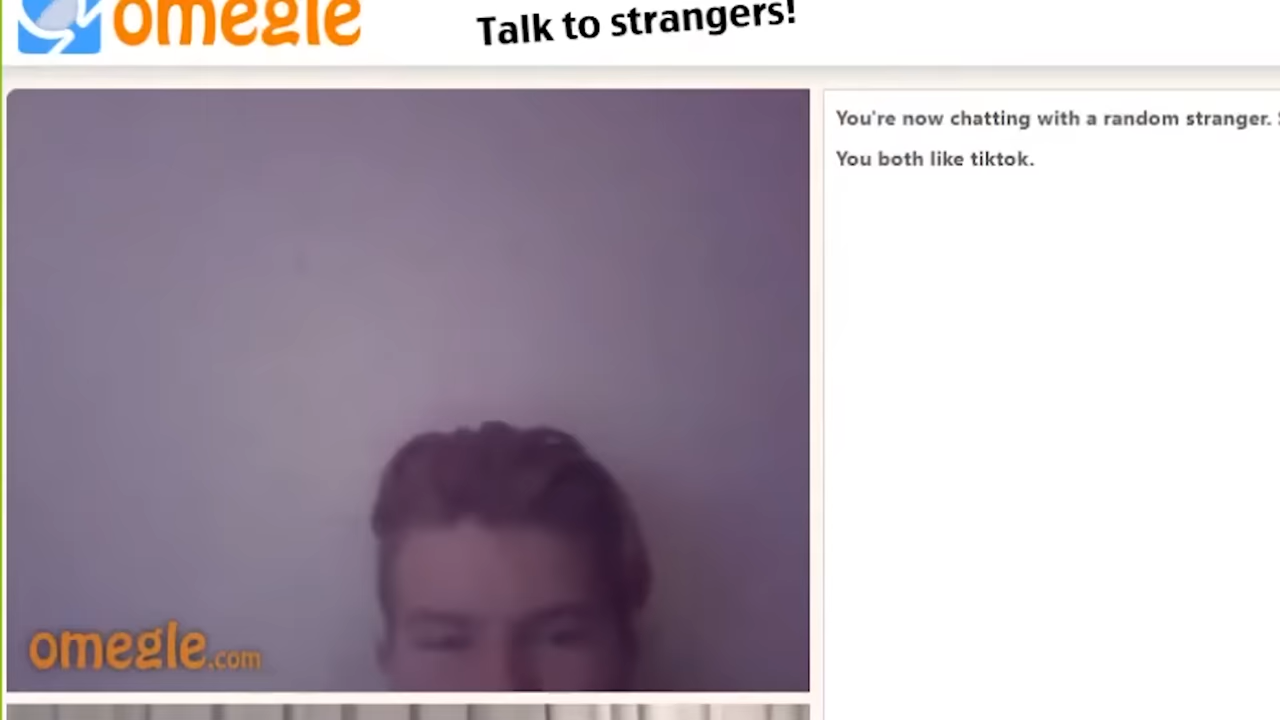 omegle
Talk to strangers!
You're now chatting with a random stranger.
You both like tiktok.
omegle.com